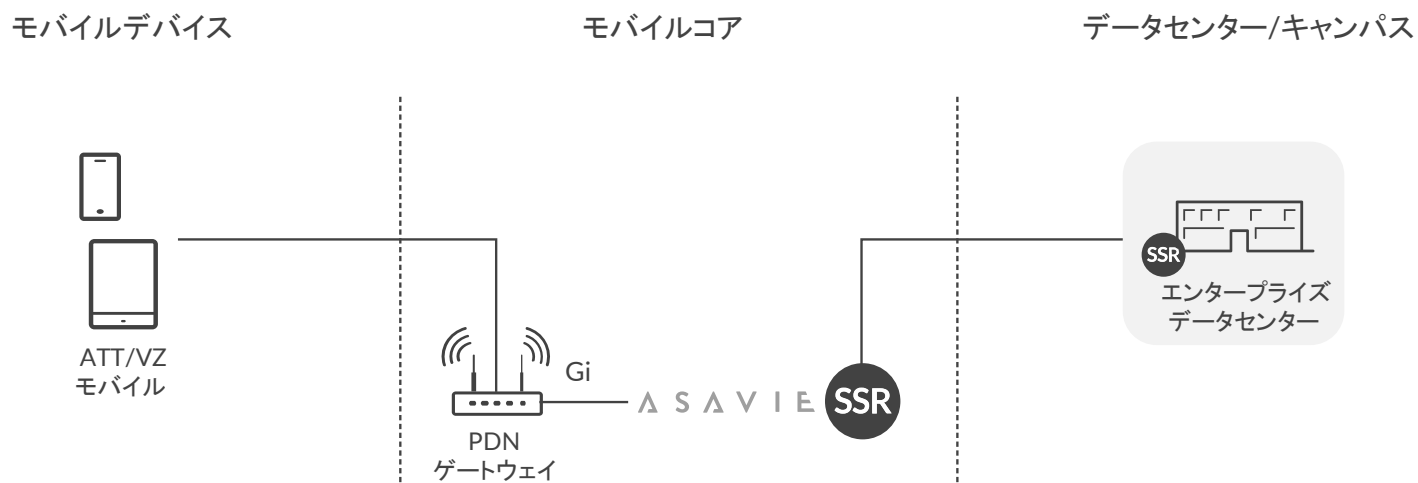 モバイルデバイス
モバイルコア
データセンター/キャンパス
SSR
エンタープライズ
データセンター
ATT/VZ
モバイル
Gi
ASAVIE
SSR
PDN
ゲートウェイ